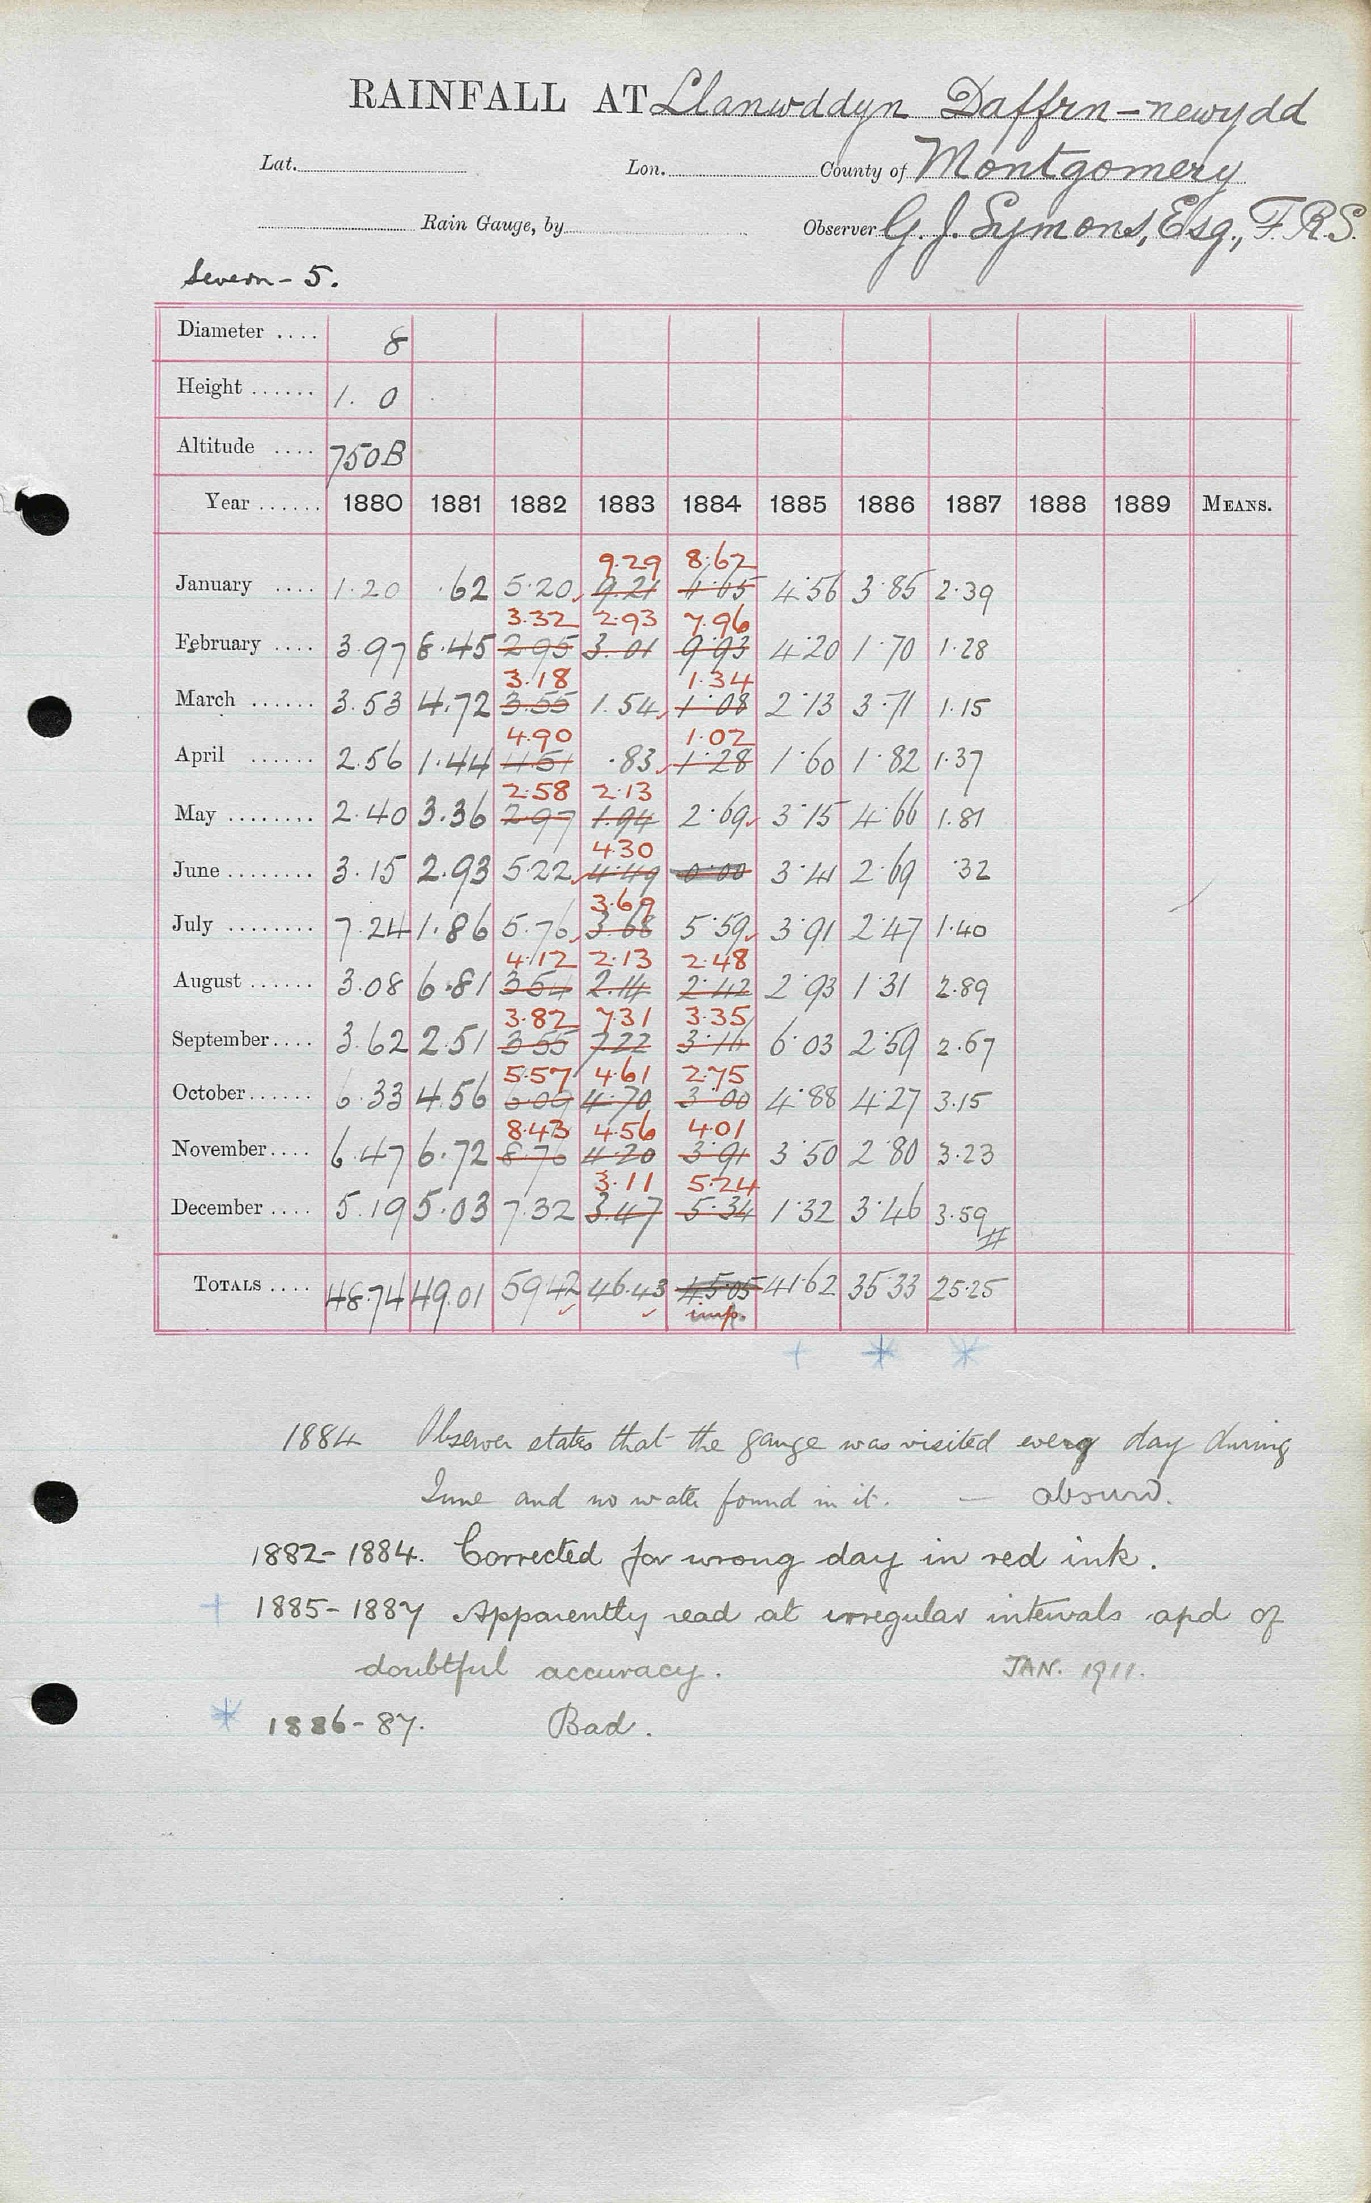 RAINFALL AT Llanwddyn Daffrn-newydd
Lat. Lon. County of Montgomery
Rain Gauge, by Observer G. J. Symons, Esq., F.R.S.
Severn - 5.
Diameter .... 8
Height ...... 1. 0
Altitude .... 750B
Year ...... 1880 1881 1882 1883 1884 1885 1886 1887 1888 1889 MEANS.
9.29 8.62
January .... 1.20 .62 5.20 9.21 4.56 3.85 2.39
3.32 2.93 7.96
February .... 3.97 8.45 2.95 3.01 9.93 4.20 1.70 1.28
3.18 1.34
March ...... 3.53 4.72 3.55 1.54 1.08 2.13 3.71 1.15
4.90 1.02
April ...... 2.56 1.44 4.51 .83 1.28 1.60 1.82 1.37
2.58 2.13
May ........ 2.40 3.36 2.97 1.94 2.69 3.15 4.66 1.81
4.30
June ........ 3.15 2.93 5.22 4.49 0.00 3.41 2.69 .32
3.69
July ........ 7.24 1.86 5.76 3.68 5.59 3.91 2.47 1.40
4.12 2.13 2.48
August ...... 3.08 6.81 3.54 2.14 2.42 2.93 1.31 2.89
3.82 7.31 3.35
September .... 3.62 2.51 3.55 7.22 3.14 6.03 2.59 2.67
5.57 4.61 2.75
October ...... 6.33 4.56 6.09 4.70 3.00 4.88 4.27 3.15
8.43 4.56 4.01
November .... 6.47 6.72 8.76 4.20 3.91 3.50 2.80 3.23
3.11 5.24
December .... 5.19 5.03 7.32 3.47 5.34 1.32 3.46 3.59
TOTALS .... 48.74 49.01 59.42 46.43 45.05 41.62 35.33 25.25
imp.
+ * *
1884 Observer states that the gauge was visited every day during
June and no water found in it. — absurd.
1882-1884. Corrected for wrong day in red ink.
+ 1885-1887 Apparently read at irregular intervals and of
doubtful accuracy. JAN. 1911.
* 1886-87. Bad.